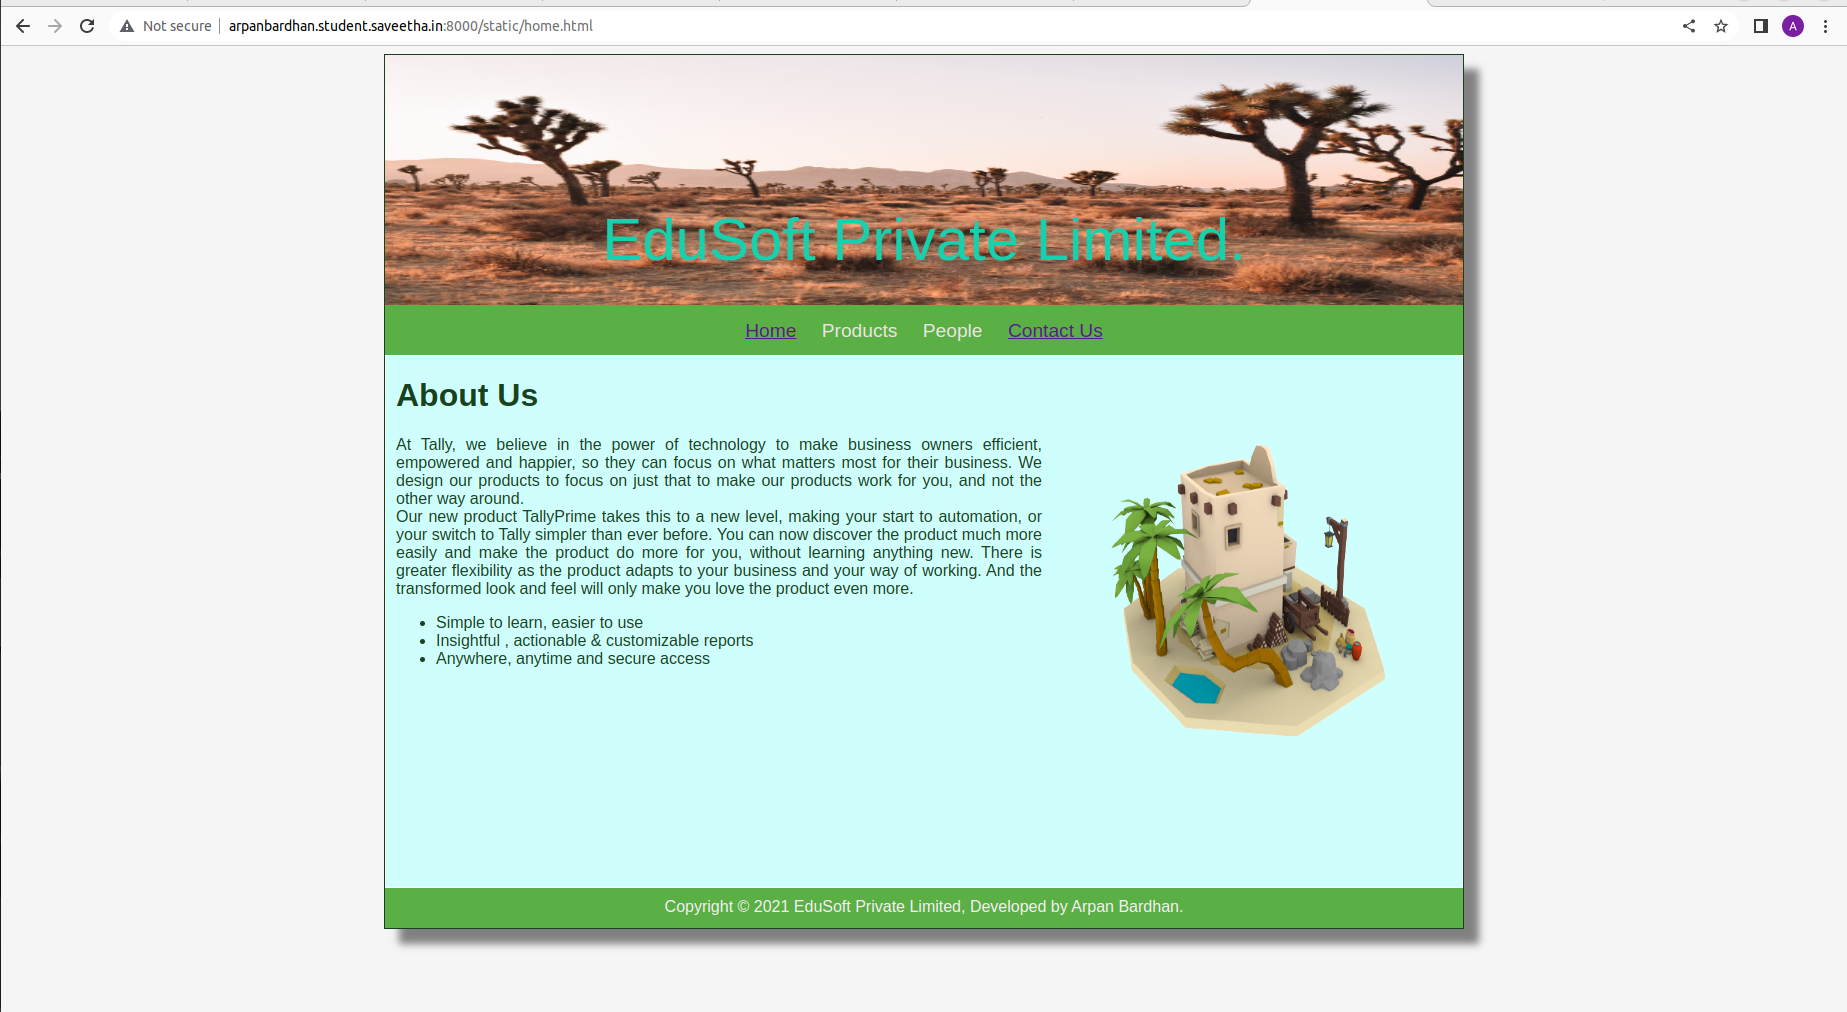 Not secure | arpanbardhan.student.saveetha.in:8000/static/home.html
A
EduSoft Private Limited.
Home Products People Contact Us
About Us
At Tally, we believe in the power of technology to make business owners efficient,
empowered and happier, so they can focus on what matters most for their business. We
design our products to focus on just that to make our products work for you, and not the
other way around.
Our new product TallyPrime takes this to a new level, making your start to automation, or
your switch to Tally simpler than ever before. You can now discover the product much more
easily and make the product do more for you, without learning anything new. There is
greater flexibility as the product adapts to your business and your way of working. And the
transformed look and feel will only make you love the product even more.
• Simple to learn, easier to use
• Insightful , actionable & customizable reports
• Anywhere, anytime and secure access
Copyright © 2021 EduSoft Private Limited, Developed by Arpan Bardhan.